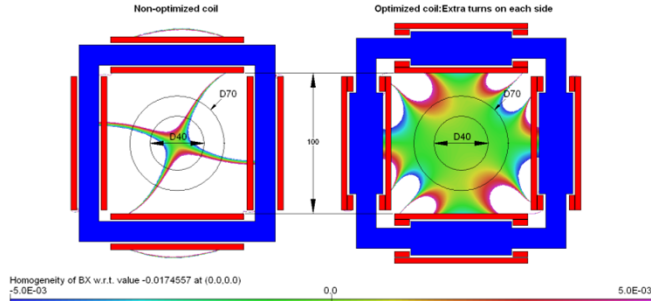 Non-optimized coil
Optimized coil:Extra turns on each side
D70
D40
100
D70
D40
Homogeneity of BX w.r.t. value -0.0174557 at (0.0,0.0)
-5.0E-03
0.0
5.0E-03